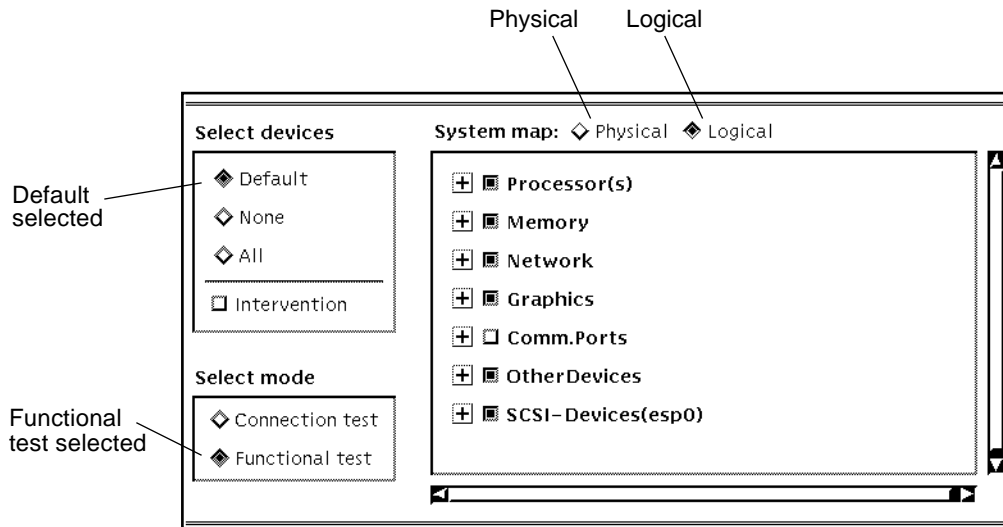 Physical
Logical
Select devices
System map: Physical Logical
Default
selected
Default
None
All
Intervention
Processor(s)
Memory
Network
Graphics
Comm.Ports
OtherDevices
SCSI-Devices(esp0)
Select mode
Functional
test selected
Connection test
Functional test